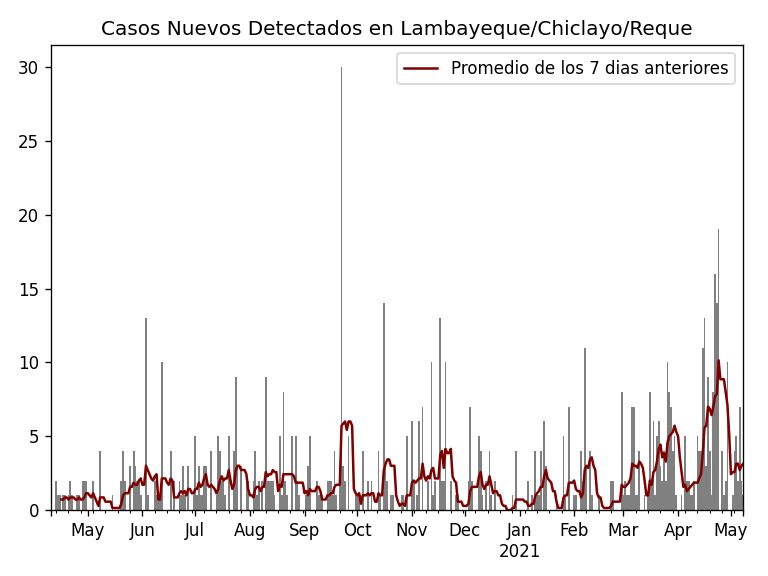 Casos Nuevos Detectados en Lambayeque/Chiclayo/Reque
Promedio de los 7 dias anteriores
30
25
20
15
10
5
0
May Jun Jul Aug Sep Oct Nov Dec Jan Feb Mar Apr May
2021